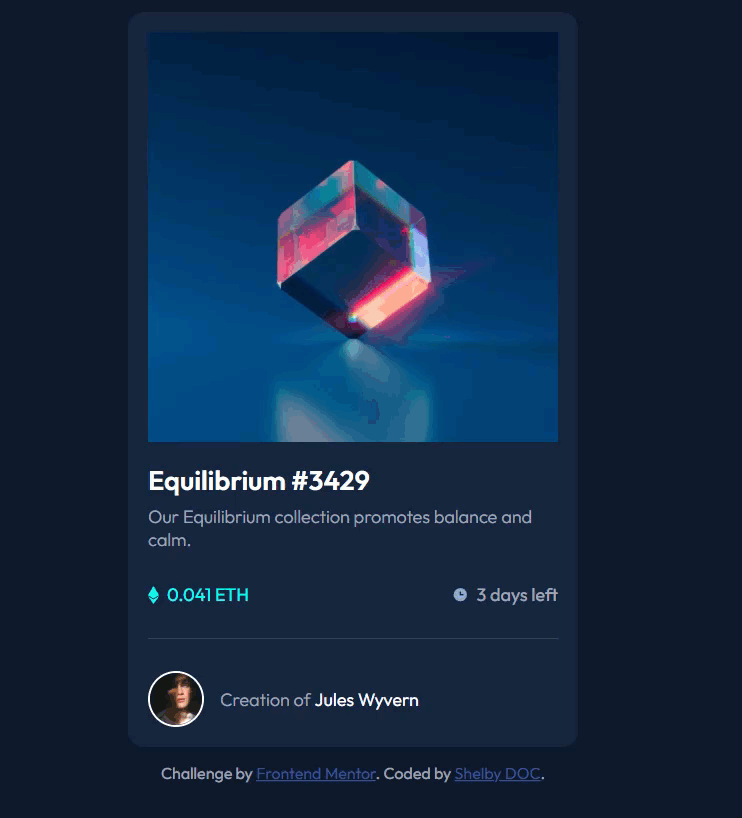 Equilibrium #3429
Our Equilibrium collection promotes balance and
calm.
0.041 ETH
3 days left
Creation of Jules Wyvern
Challenge by Frontend Mentor. Coded by Shelby DOC.